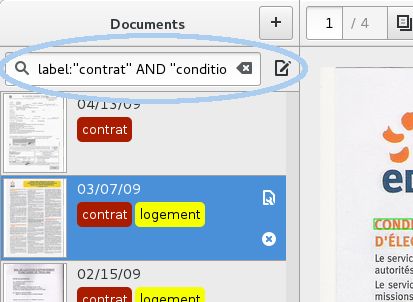 Documents
+
1 / 4
label:"contrat" AND "conditio
04/13/09
contrat
03/07/09
contrat logement
02/15/09
contrat logement
ED
COND
D'ÉLEC
Le servic
autorités
Le servic
missions